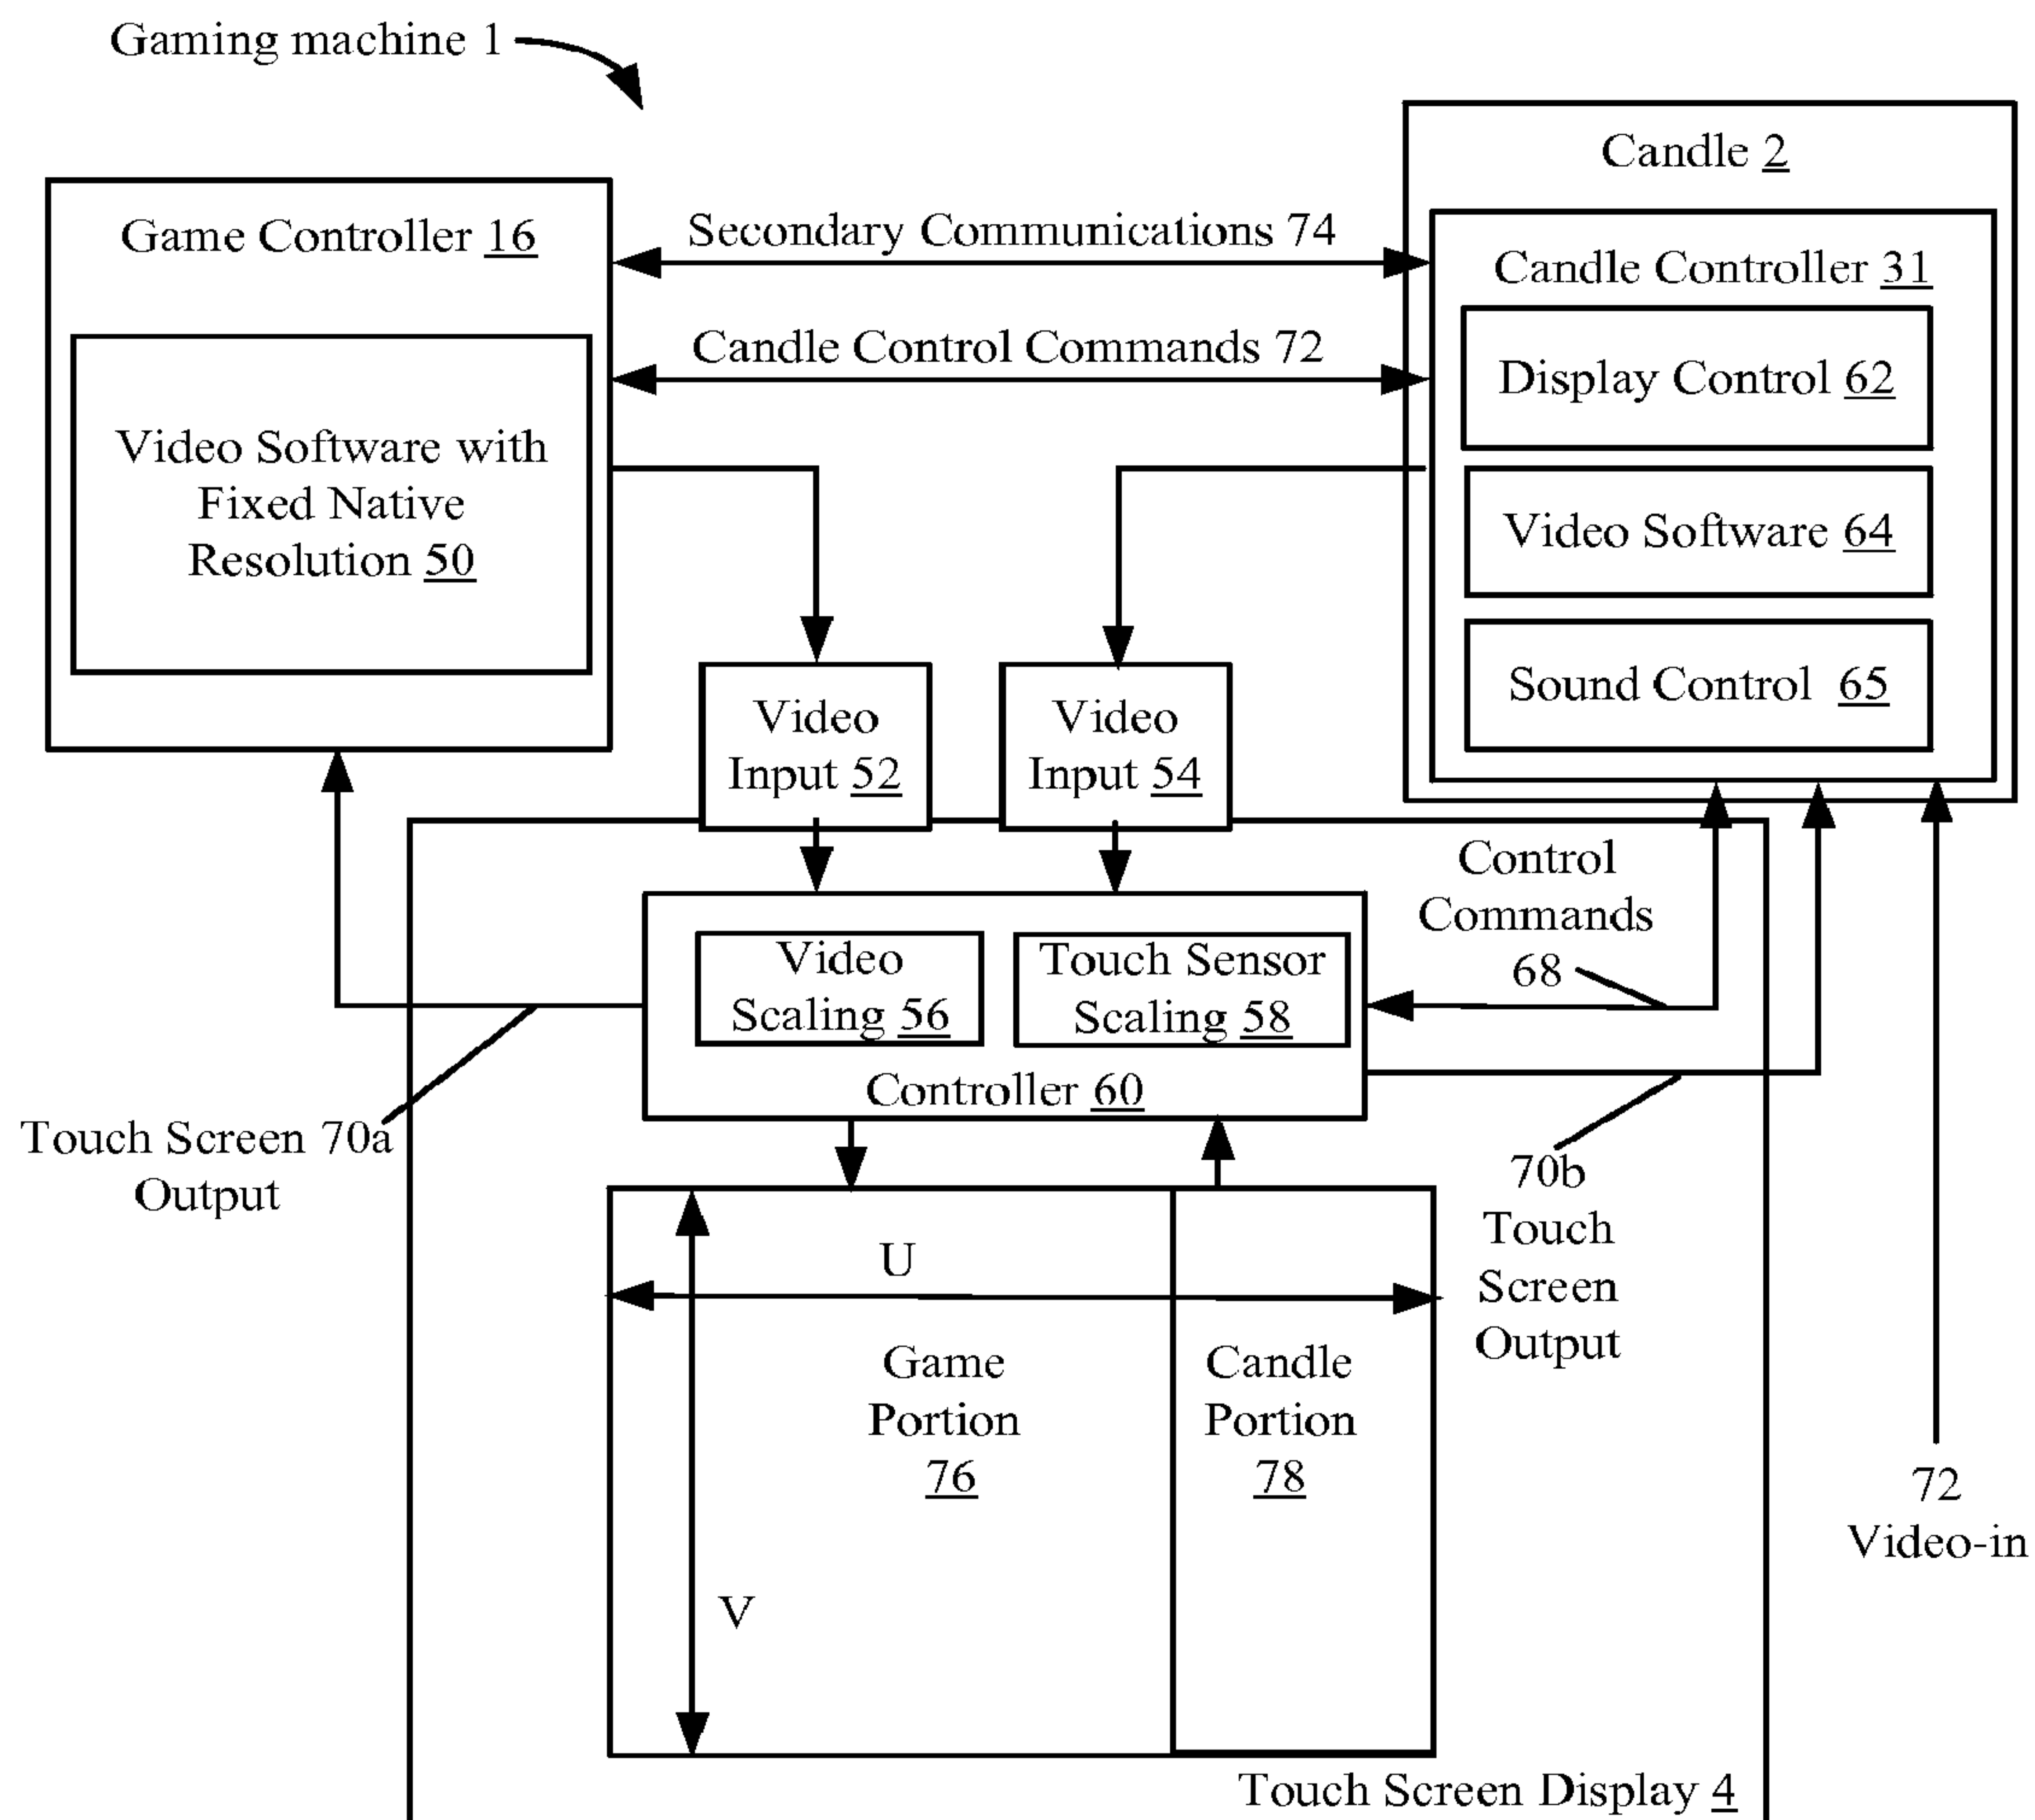 Gaming machine 1
Candle 2
Game Controller 16
Secondary Communications 74
Candle Controller 31
Candle Control Commands 72
Display Control 62
Video Software with
Fixed Native
Resolution 50
Video Software 64
Sound Control 65
Video
Input 52
Video
Input 54
Control
Commands
68
Video
Scaling 56
Touch Sensor
Scaling 58
Controller 60
Touch Screen 70a
Output
70b
Touch
Screen
Output
U
Game
Portion
76
Candle
Portion
78
72
Video-in
V
Touch Screen Display 4